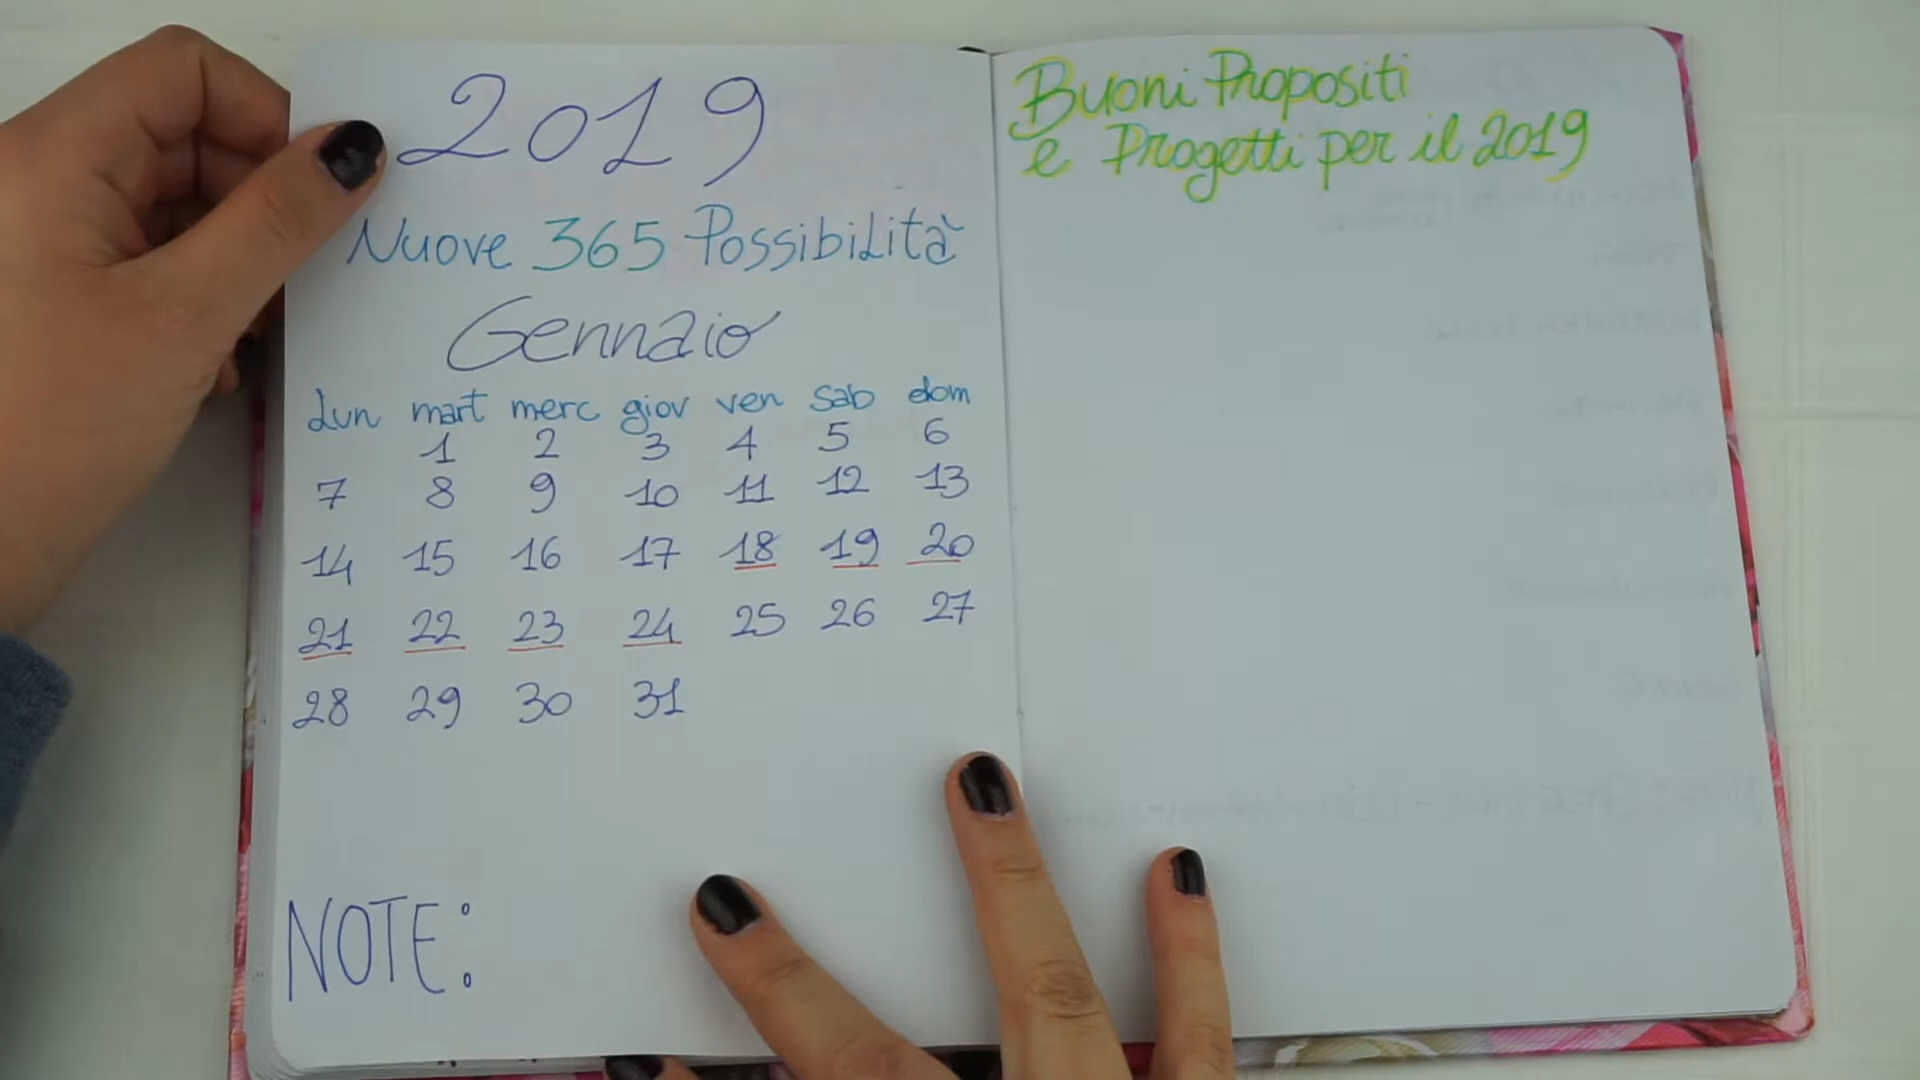 2019
Nuove 365 Possibilità
Gennaio
Lun mart merc giov ven sab dom
1 2 3 4 5 6
7 8 9 10 11 12 13
14 15 16 17 18 19 20
21 22 23 24 25 26 27
28 29 30 31
NOTE:
Buoni Propositi
e Progetti per il 2019